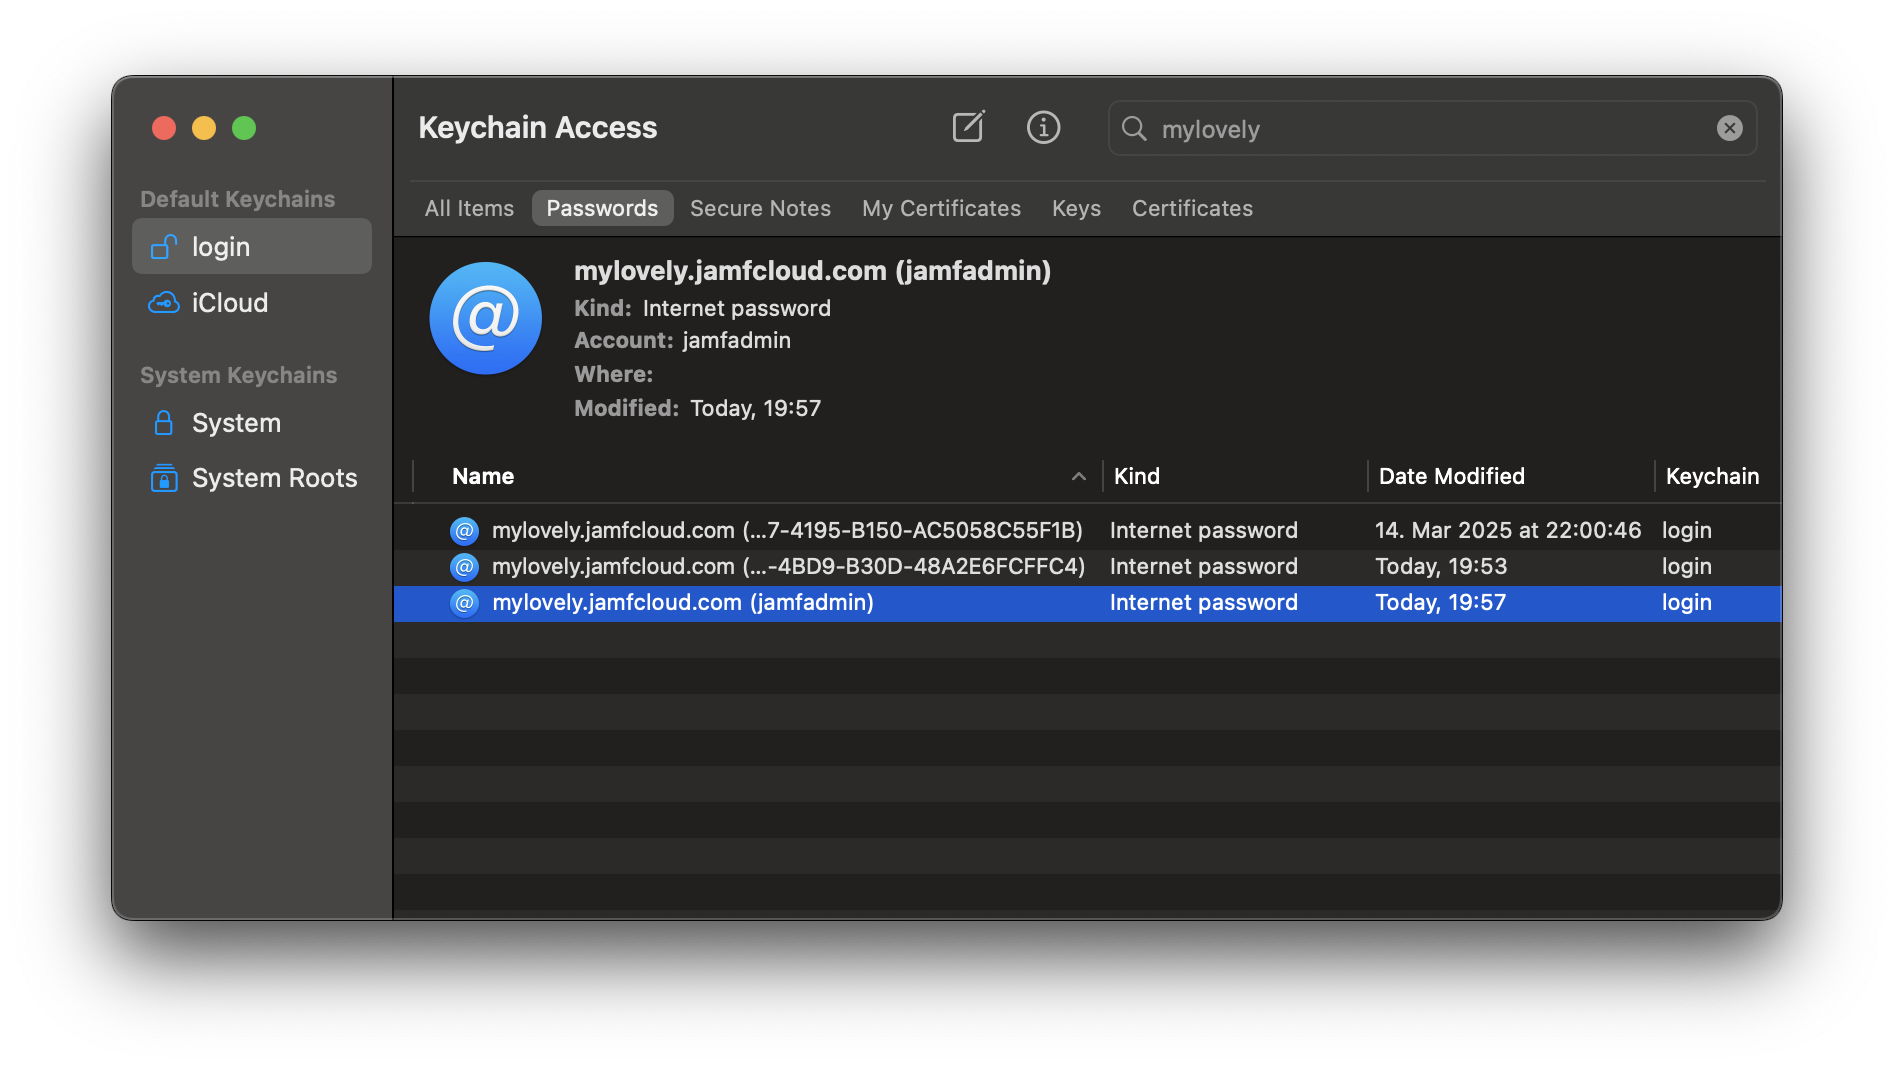 Keychain Access
mylovely
Default Keychains
login
iCloud
System Keychains
System
System Roots
All Items Passwords Secure Notes My Certificates Keys Certificates
@
mylovely.jamfcloud.com (jamfadmin)
Kind: Internet password
Account: jamfadmin
Where:
Modified: Today, 19:57
Name Kind Date Modified Keychain
@ mylovely.jamfcloud.com (...7-4195-B150-AC5058C55F1B) Internet password 14. Mar 2025 at 22:00:46 login
@ mylovely.jamfcloud.com (...-4BD9-B30D-48A2E6FCFFC4) Internet password Today, 19:53 login
@ mylovely.jamfcloud.com (jamfadmin) Internet password Today, 19:57 login